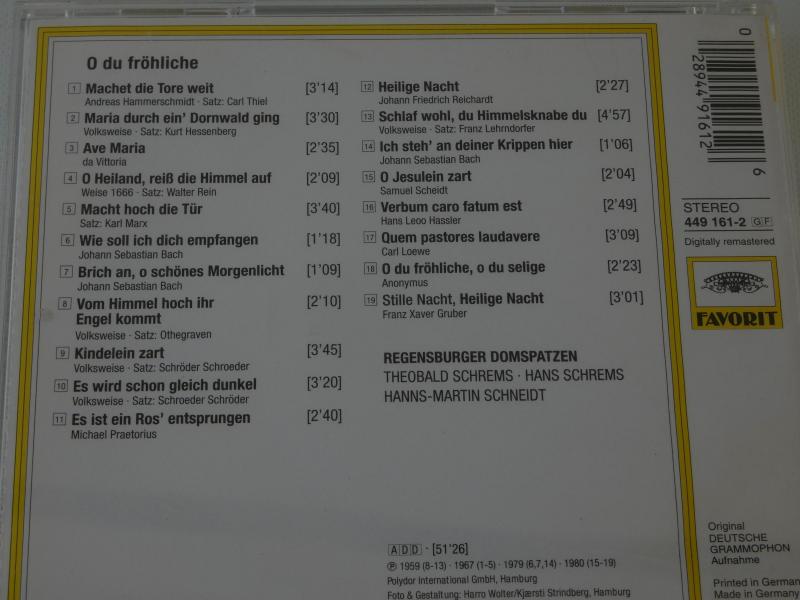 O du fröhliche
1 Machet die Tore weit [3'14]
Andreas Hammerschmidt · Satz: Carl Thiel
2 Maria durch ein' Dornwald ging [3'30]
Volksweise · Satz: Kurt Hessenberg
3 Ave Maria [2'35]
da Vittoria
4 O Heiland, reiß die Himmel auf [2'09]
Weise 1666 · Satz: Walter Rein
5 Macht hoch die Tür [3'40]
Satz: Karl Marx
6 Wie soll ich dich empfangen [1'18]
Johann Sebastian Bach
7 Brich an, o schönes Morgenlicht [1'09]
Johann Sebastian Bach
8 Vom Himmel hoch ihr [2'10]
Engel kommt
Volksweise · Satz: Othegraven
9 Kindelein zart [3'45]
Volksweise · Satz: Schröder Schroeder
10 Es wird schon gleich dunkel [3'20]
Volksweise · Satz: Schroeder Schröder
11 Es ist ein Ros' entsprungen [2'40]
Michael Praetorius
12 Heilige Nacht [2'27]
Johann Friedrich Reichardt
13 Schlaf wohl, du Himmelsknabe du [4'57]
Volksweise · Satz: Franz Lehrndorfer
14 Ich steh' an deiner Krippen hier [1'06]
Johann Sebastian Bach
15 O Jesulein zart [2'04]
Samuel Scheidt
16 Verbum caro fatum est [2'49]
Hans Leoo Hassler
17 Quem pastores laudavere [3'09]
Carl Loewe
18 O du fröhliche, o du selige [2'23]
Anonymus
19 Stille Nacht, Heilige Nacht [3'01]
Franz Xaver Gruber
REGENSBURGER DOMSPATZEN
THEOBALD SCHREMS · HANS SCHREMS
HANNS-MARTIN SCHNEIDT
ADD · [51'26]
℗ 1959 (8-13) · 1967 (1-5) · 1979 (6,7,14) · 1980 (15-19)
Polydor International GmbH, Hamburg
Foto & Gestaltung: Harro Wolter/Kjærsti Strindberg, Hamburg
0 28944 91612 6
STEREO
449 161-2 GF
Digitally remastered
FAVORIT
Original
DEUTSCHE
GRAMMOPHON
Aufnahme
Printed in German
Made in German